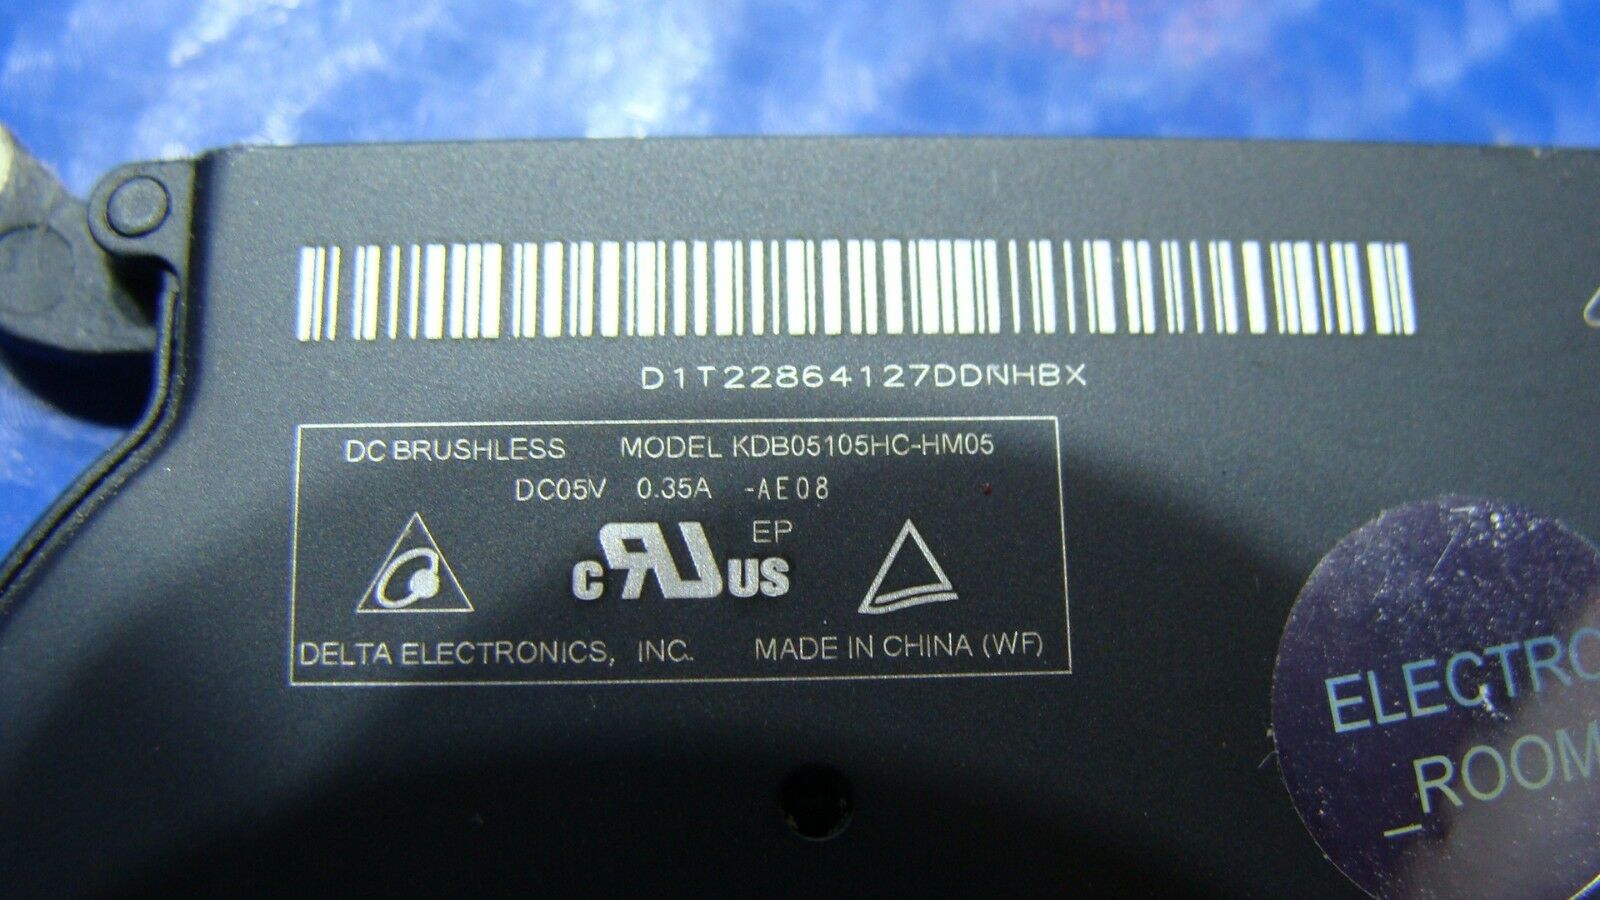 D1T22864127DDNHBX
DC BRUSHLESS MODEL KDB05105HC-HM05
DC05V 0.35A -AE08
c RU US EP
DELTA ELECTRONICS, INC. MADE IN CHINA (WF)
ELECTRO
_ROOM